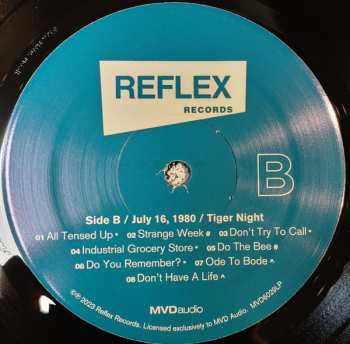 REFLEX
RECORDS
B
Side B / July 16, 1980 / Tiger Night
01 All Tensed Up * 02 Strange Week # 03 Don't Try To Call *
04 Industrial Grocery Store * 05 Do The Bee #
06 Do You Remember? * 07 Ode To Bode ^
08 Don't Have A Life ^
MVDaudio
©℗ 2023 Reflex Records. Licensed exclusively to MVD Audio. MVD6029LP